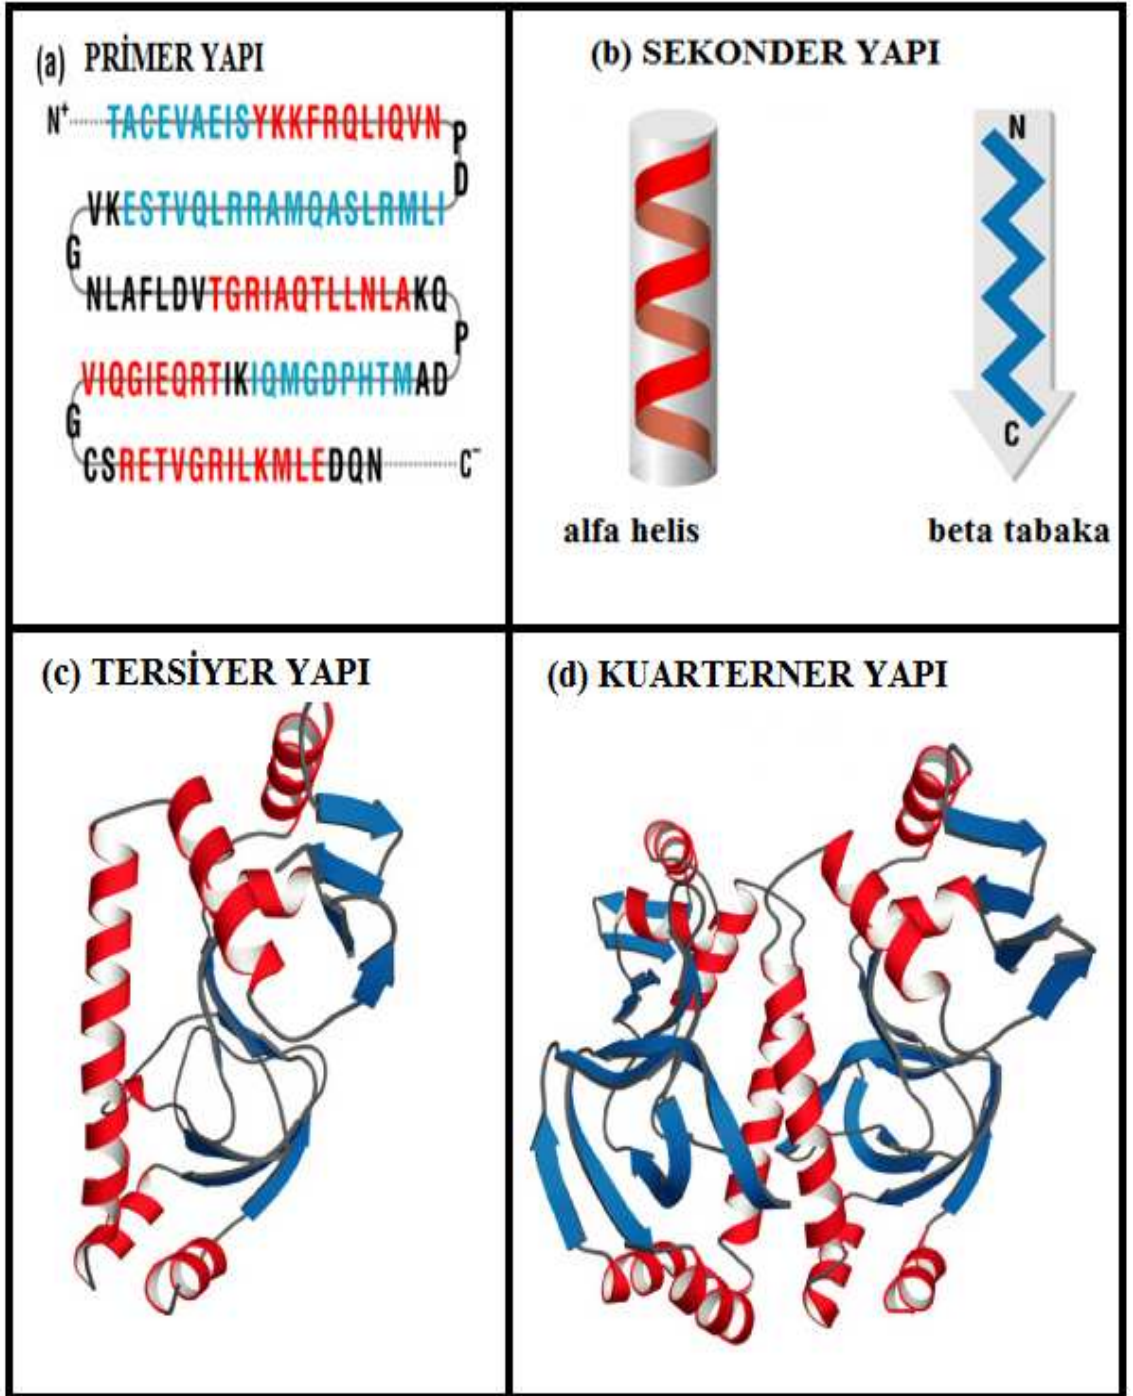 (a) PRİMER YAPI
N⁺ TACEVAEISYKKFRQLIQVN
P
D
VKESTVQLRRAMQASLRMLI
G
NLAFLDVTGRIAQTLLNLAKQ
P
VIQGIEQRTIKIQMGDPHTMAD
G
CSRETVGRILKMLEDQN C⁻
(b) SEKONDER YAPI
N
C
alfa helis
beta tabaka
(c) TERSİYER YAPI
(d) KUARTERNER YAPI